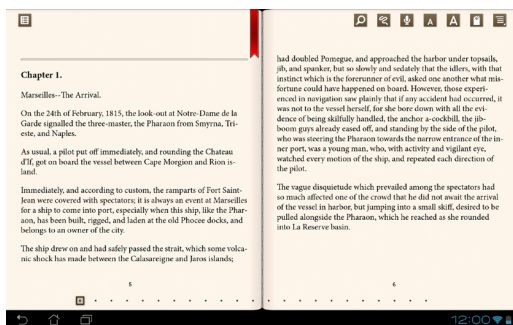 Chapter 1.
Marseilles--The Arrival.
On the 24th of February, 1815, the look-out at Notre-Dame de la
Garde signalled the three-master, the Pharaon from Smyrna, Tri-
este, and Naples.
As usual, a pilot put off immediately, and rounding the Chateau
d'If, got on board the vessel between Cape Morgion and Rion is-
land.
Immediately, and according to custom, the ramparts of Fort Saint-
Jean were covered with spectators; it is always an event at Marseilles
for a ship to come into port, especially when this ship, like the Phar-
aon, has been built, rigged, and laden at the old Phocee docks, and
belongs to an owner of the city.
The ship drew on and had safely passed the strait, which some volca-
nic shock has made between the Calasareigne and Jaros islands;
5
A
A
had doubled Pomegue, and approached the harbor under topsails,
jib, and spanker, but so slowly and sedately that the idlers, with that
instinct which is the forerunner of evil, asked one another what mis-
fortune could have happened on board. However, those experi-
enced in navigation saw plainly that if any accident had occurred, it
was not to the vessel herself, for she bore down with all the evi-
dence of being skilfully handled, the anchor a-cockbill, the jib-
boom guys already eased off, and standing by the side of the pilot,
who was steering the Pharaon towards the narrow entrance of the in-
ner port, was a young man, who, with activity and vigilant eye,
watched every motion of the ship, and repeated each direction of
the pilot.
The vague disquietude which prevailed among the spectators had
so much affected one of the crowd that he did not await the arrival
of the vessel in harbor, but jumping into a small skiff, desired to be
pulled alongside the Pharaon, which he reached as she rounded
into La Reserve basin.
6
12:00